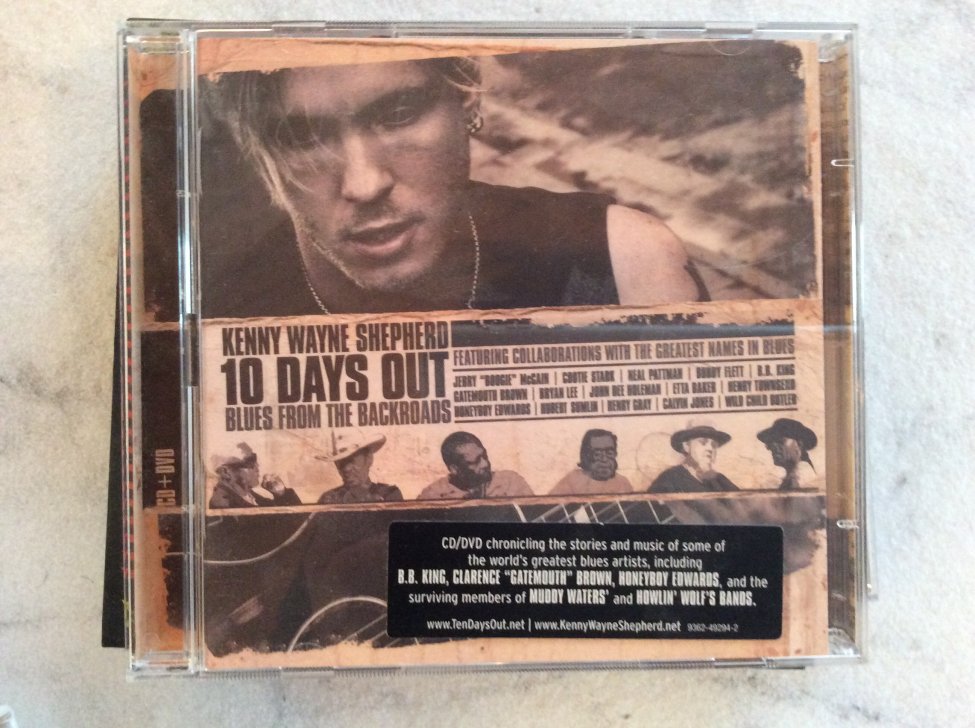 KENNY WAYNE SHEPHERD
10 DAYS OUT
BLUES FROM THE BACKROADS
FEATURING COLLABORATIONS WITH THE GREATEST NAMES IN BLUES
JERRY "BOOGIE" McCAIN | COOTIE STARK | NEAL PATTMAN | BUDDY FLETT | B.B. KING
GATEMOUTH BROWN | BRYAN LEE | JOHN DEE HOLEMAN | ETTA BAKER | HENRY TOWNSEND
HONEYBOY EDWARDS | HUBERT SUMLIN | HENRY GRAY | CALVIN JONES | WILD CHILD BUTLER
CD+DVD
CD/DVD chronicling the stories and music of some of
the world's greatest blues artists, including
B.B. KING, CLARENCE "GATEMOUTH" BROWN, HONEYBOY EDWARDS, and the
surviving members of MUDDY WATERS' and HOWLIN' WOLF'S BANDS.
www.TenDaysOut.net | www.KennyWayneShepherd.net 9362-49294-2